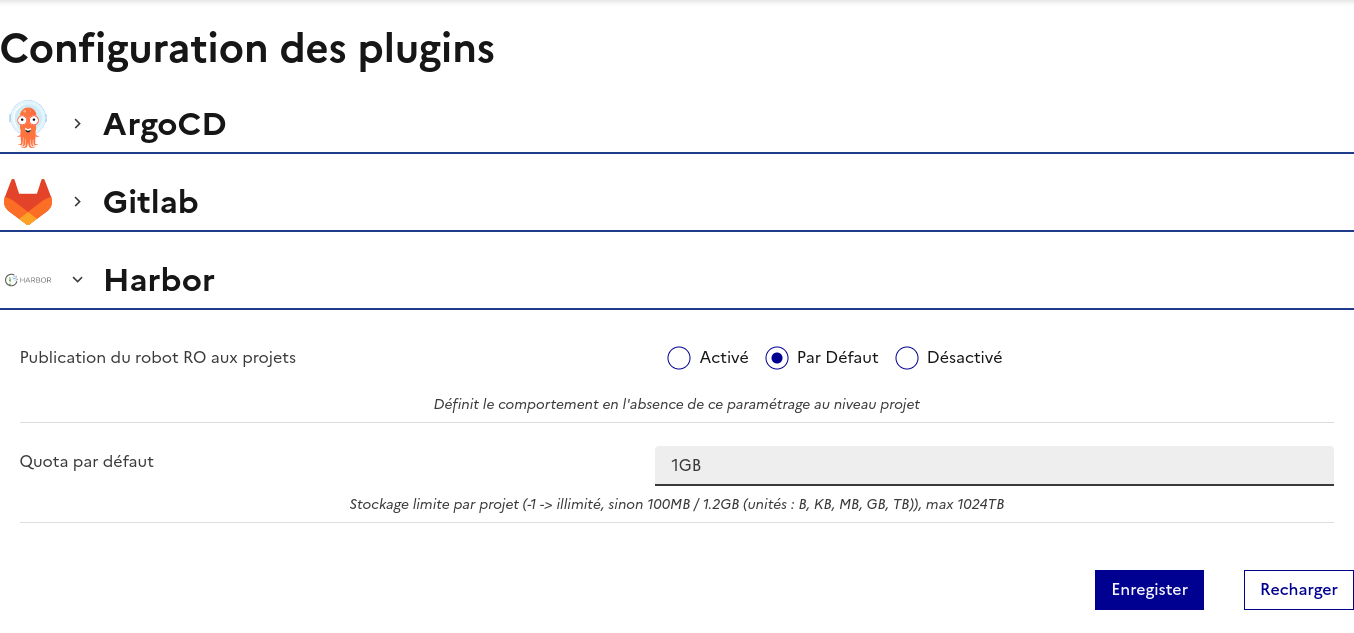 Configuration des plugins
ArgoCD
Gitlab
HARBOR
Harbor
Publication du robot RO aux projets
Activé
Par Défaut
Désactivé
Définit le comportement en l'absence de ce paramétrage au niveau projet
Quota par défaut
1GB
Stockage limite par projet (-1 -> illimité, sinon 100MB / 1.2GB (unités : B, KB, MB, GB, TB)), max 1024TB
Enregister
Recharger